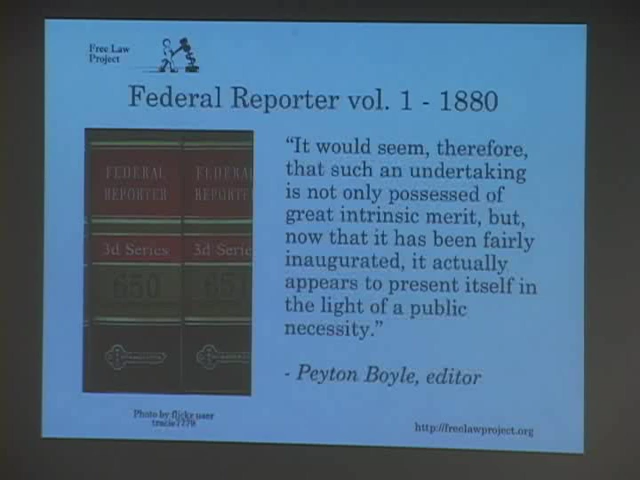 Free Law
Project
Federal Reporter vol. 1 - 1880
FEDERAL
REPORTER
3d Series
650
FEDERAL
REPORTE
3d Serie
651
“It would seem, therefore,
that such an undertaking
is not only possessed of
great intrinsic merit, but,
now that it has been fairly
inaugurated, it actually
appears to present itself in
the light of a public
necessity.”
- Peyton Boyle, editor
Photo by flickr user
http://freelawproject.org